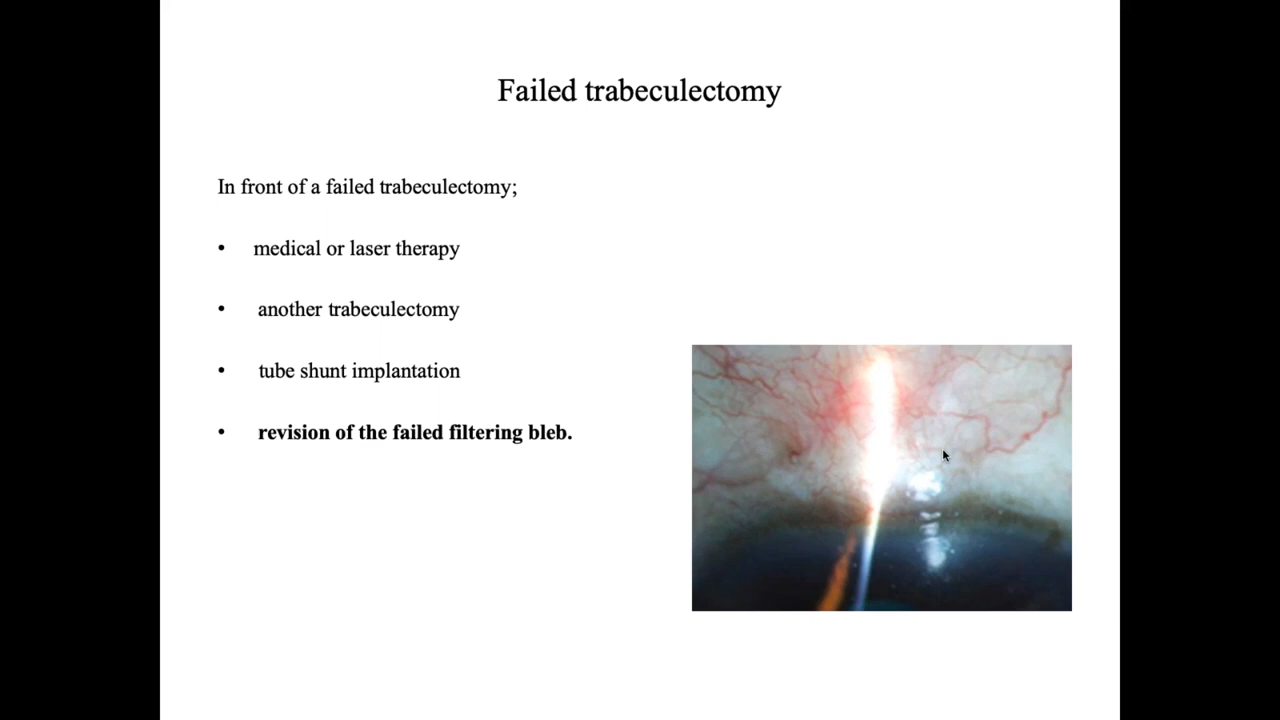 Failed trabeculectomy
In front of a failed trabeculectomy;
• medical or laser therapy
• another trabeculectomy
• tube shunt implantation
• revision of the failed filtering bleb.